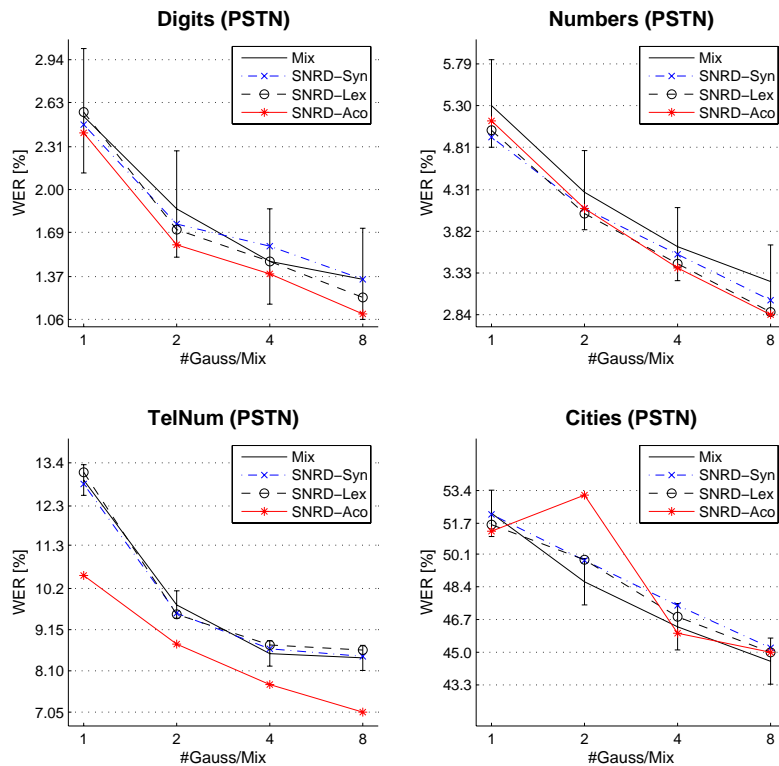 Digits (PSTN)
2.94
2.63
2.31
2.00
1.69
1.37
1.06
WER [%]
Mix
SNRD-Syn
SNRD-Lex
SNRD-Aco
1 2 4 8
#Gauss/Mix
Numbers (PSTN)
5.79
5.30
4.81
4.31
3.82
3.33
2.84
WER [%]
Mix
SNRD-Syn
SNRD-Lex
SNRD-Aco
1 2 4 8
#Gauss/Mix
TelNum (PSTN)
13.4
12.3
11.3
10.2
9.15
8.10
7.05
WER [%]
Mix
SNRD-Syn
SNRD-Lex
SNRD-Aco
1 2 4 8
#Gauss/Mix
Cities (PSTN)
53.4
51.7
50.1
48.4
46.7
45.0
43.3
WER [%]
Mix
SNRD-Syn
SNRD-Lex
SNRD-Aco
1 2 4 8
#Gauss/Mix